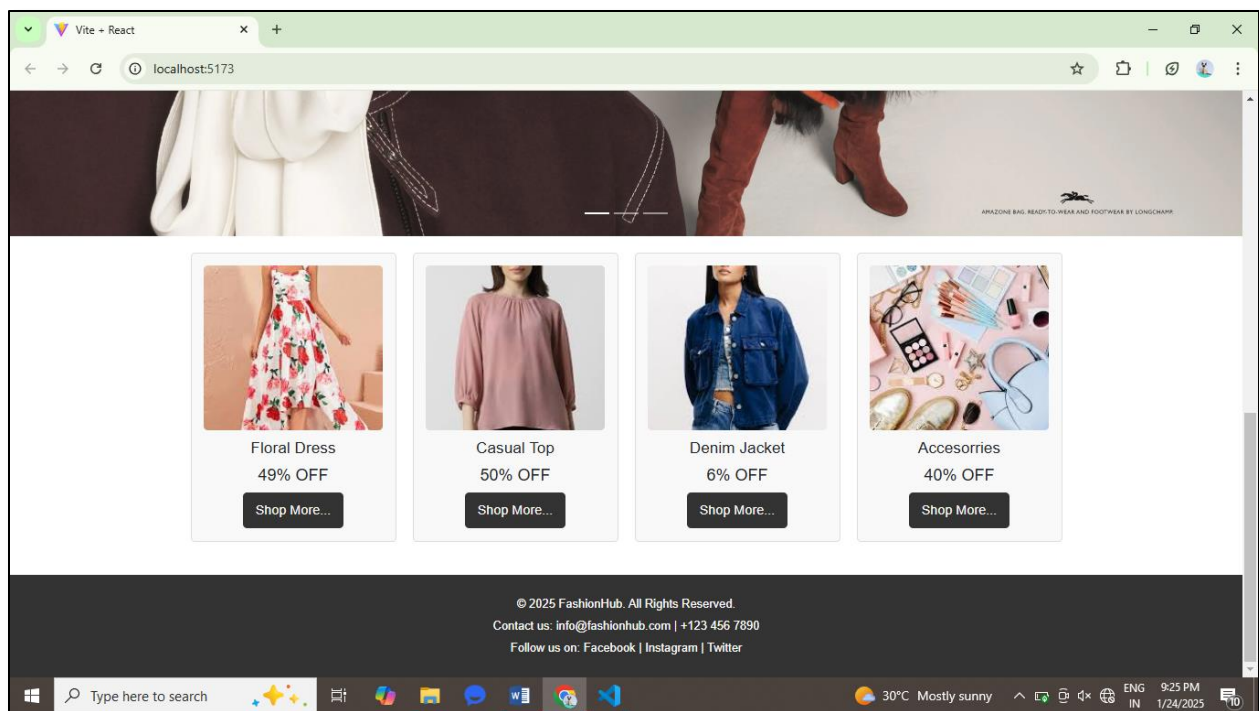 Vite + React
localhost:5173
AMAZONE BAG, READY-TO-WEAR AND FOOTWEAR BY LONGCHAMP.
Floral Dress
49% OFF
Shop More...
Casual Top
50% OFF
Shop More...
Denim Jacket
6% OFF
Shop More...
Accesorries
40% OFF
Shop More...
© 2025 FashionHub. All Rights Reserved.
Contact us: info@fashionhub.com | +123 456 7890
Follow us on: Facebook | Instagram | Twitter
Type here to search
30°C Mostly sunny
ENG
IN
9:25 PM
1/24/2025
10